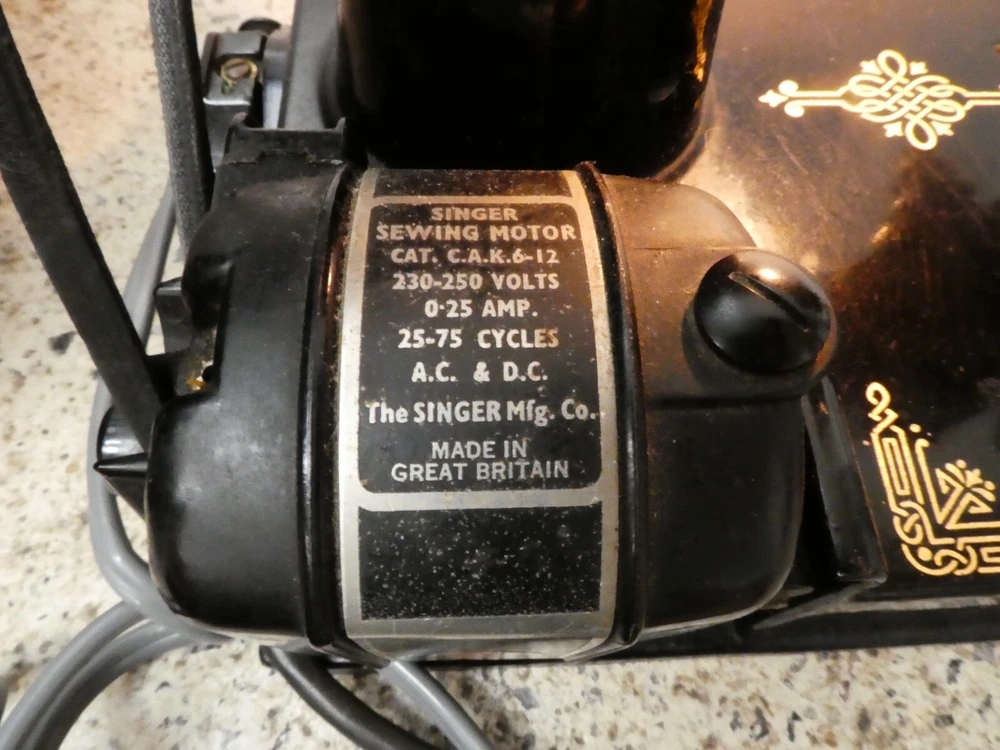 SINGER
SEWING MOTOR
CAT. C.A.K.6-12
230-250 VOLTS
0·25 AMP.
25-75 CYCLES
A.C. & D.C.
The SINGER Mfg. Co.
MADE IN
GREAT BRITAIN